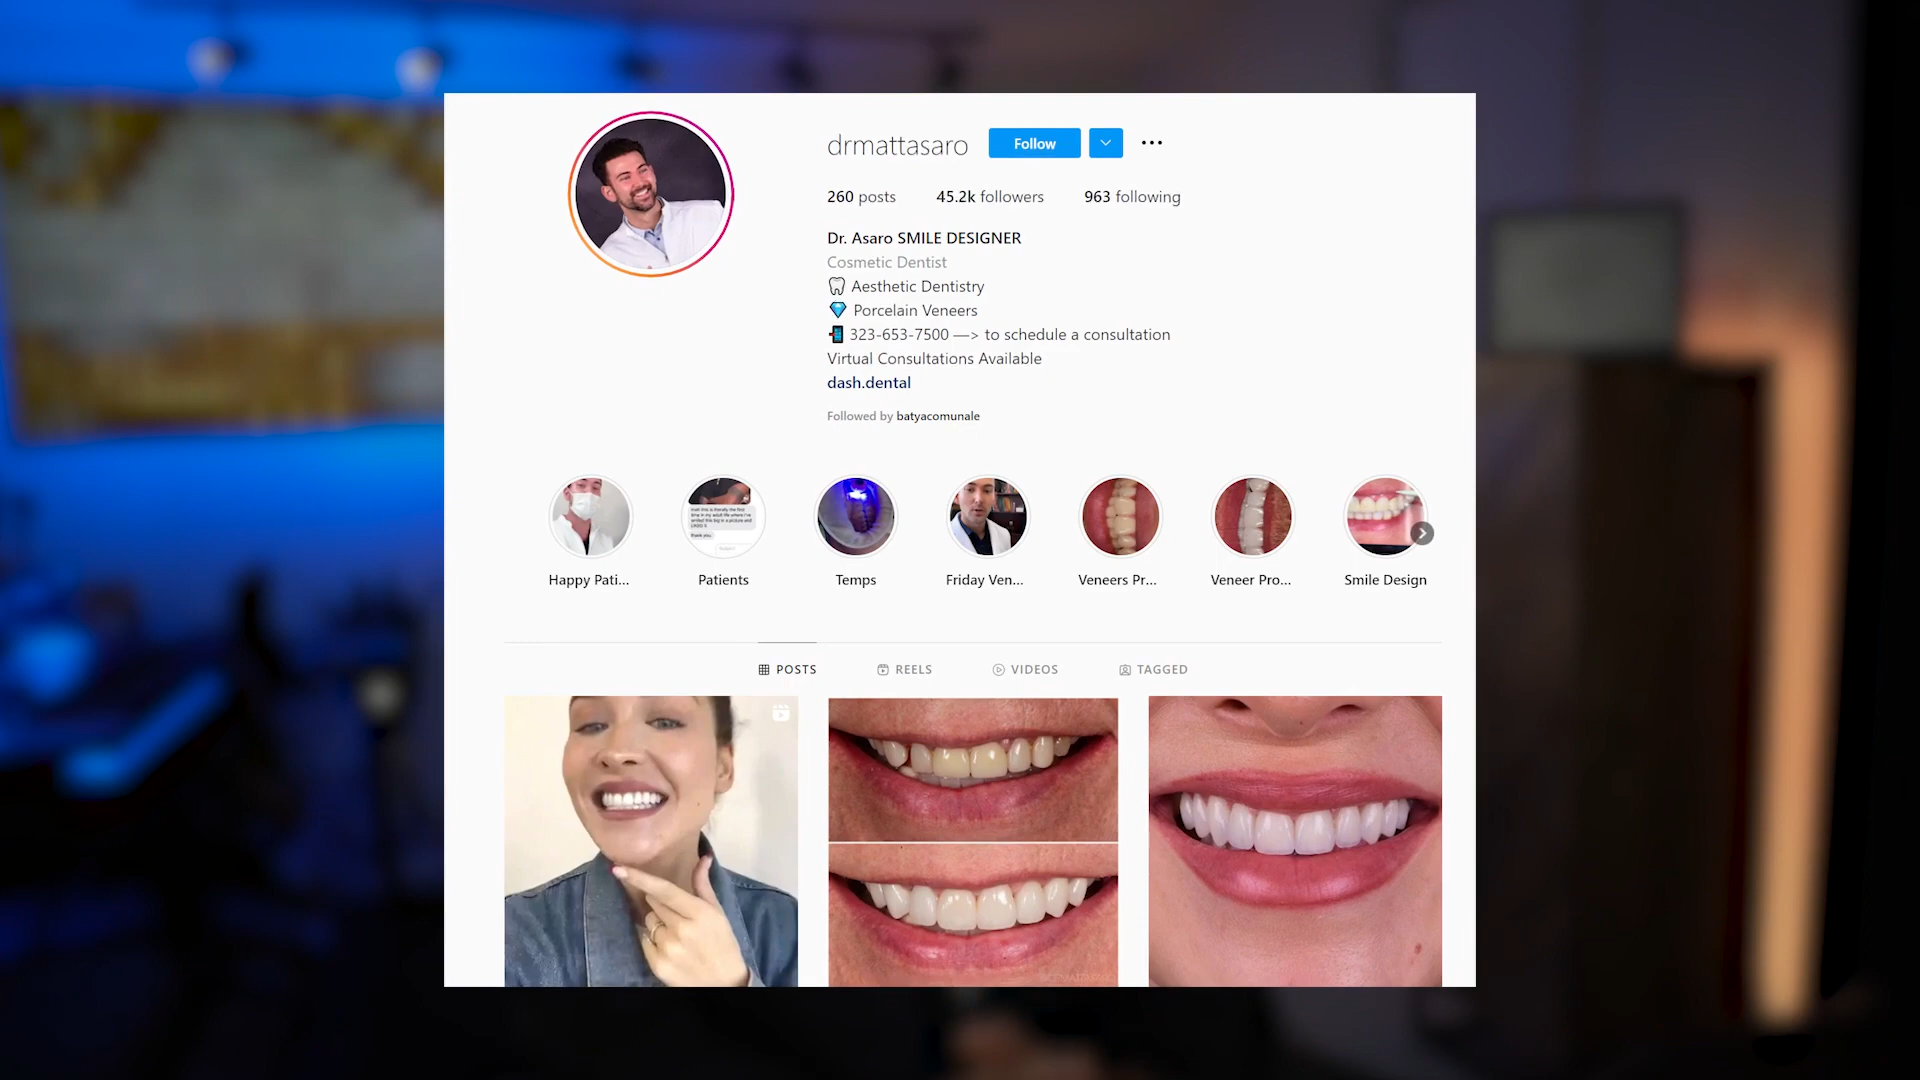 drmattasaro Follow
260 posts 45.2k followers 963 following
Dr. Asaro SMILE DESIGNER
Cosmetic Dentist
Aesthetic Dentistry
Porcelain Veneers
323-653-7500 —> to schedule a consultation
Virtual Consultations Available
dash.dental
Followed by batyacomunale
thank you.
Happy Pati... Patients Temps Friday Ven... Veneers Pr... Veneer Pro... Smile Design
POSTS REELS VIDEOS TAGGED